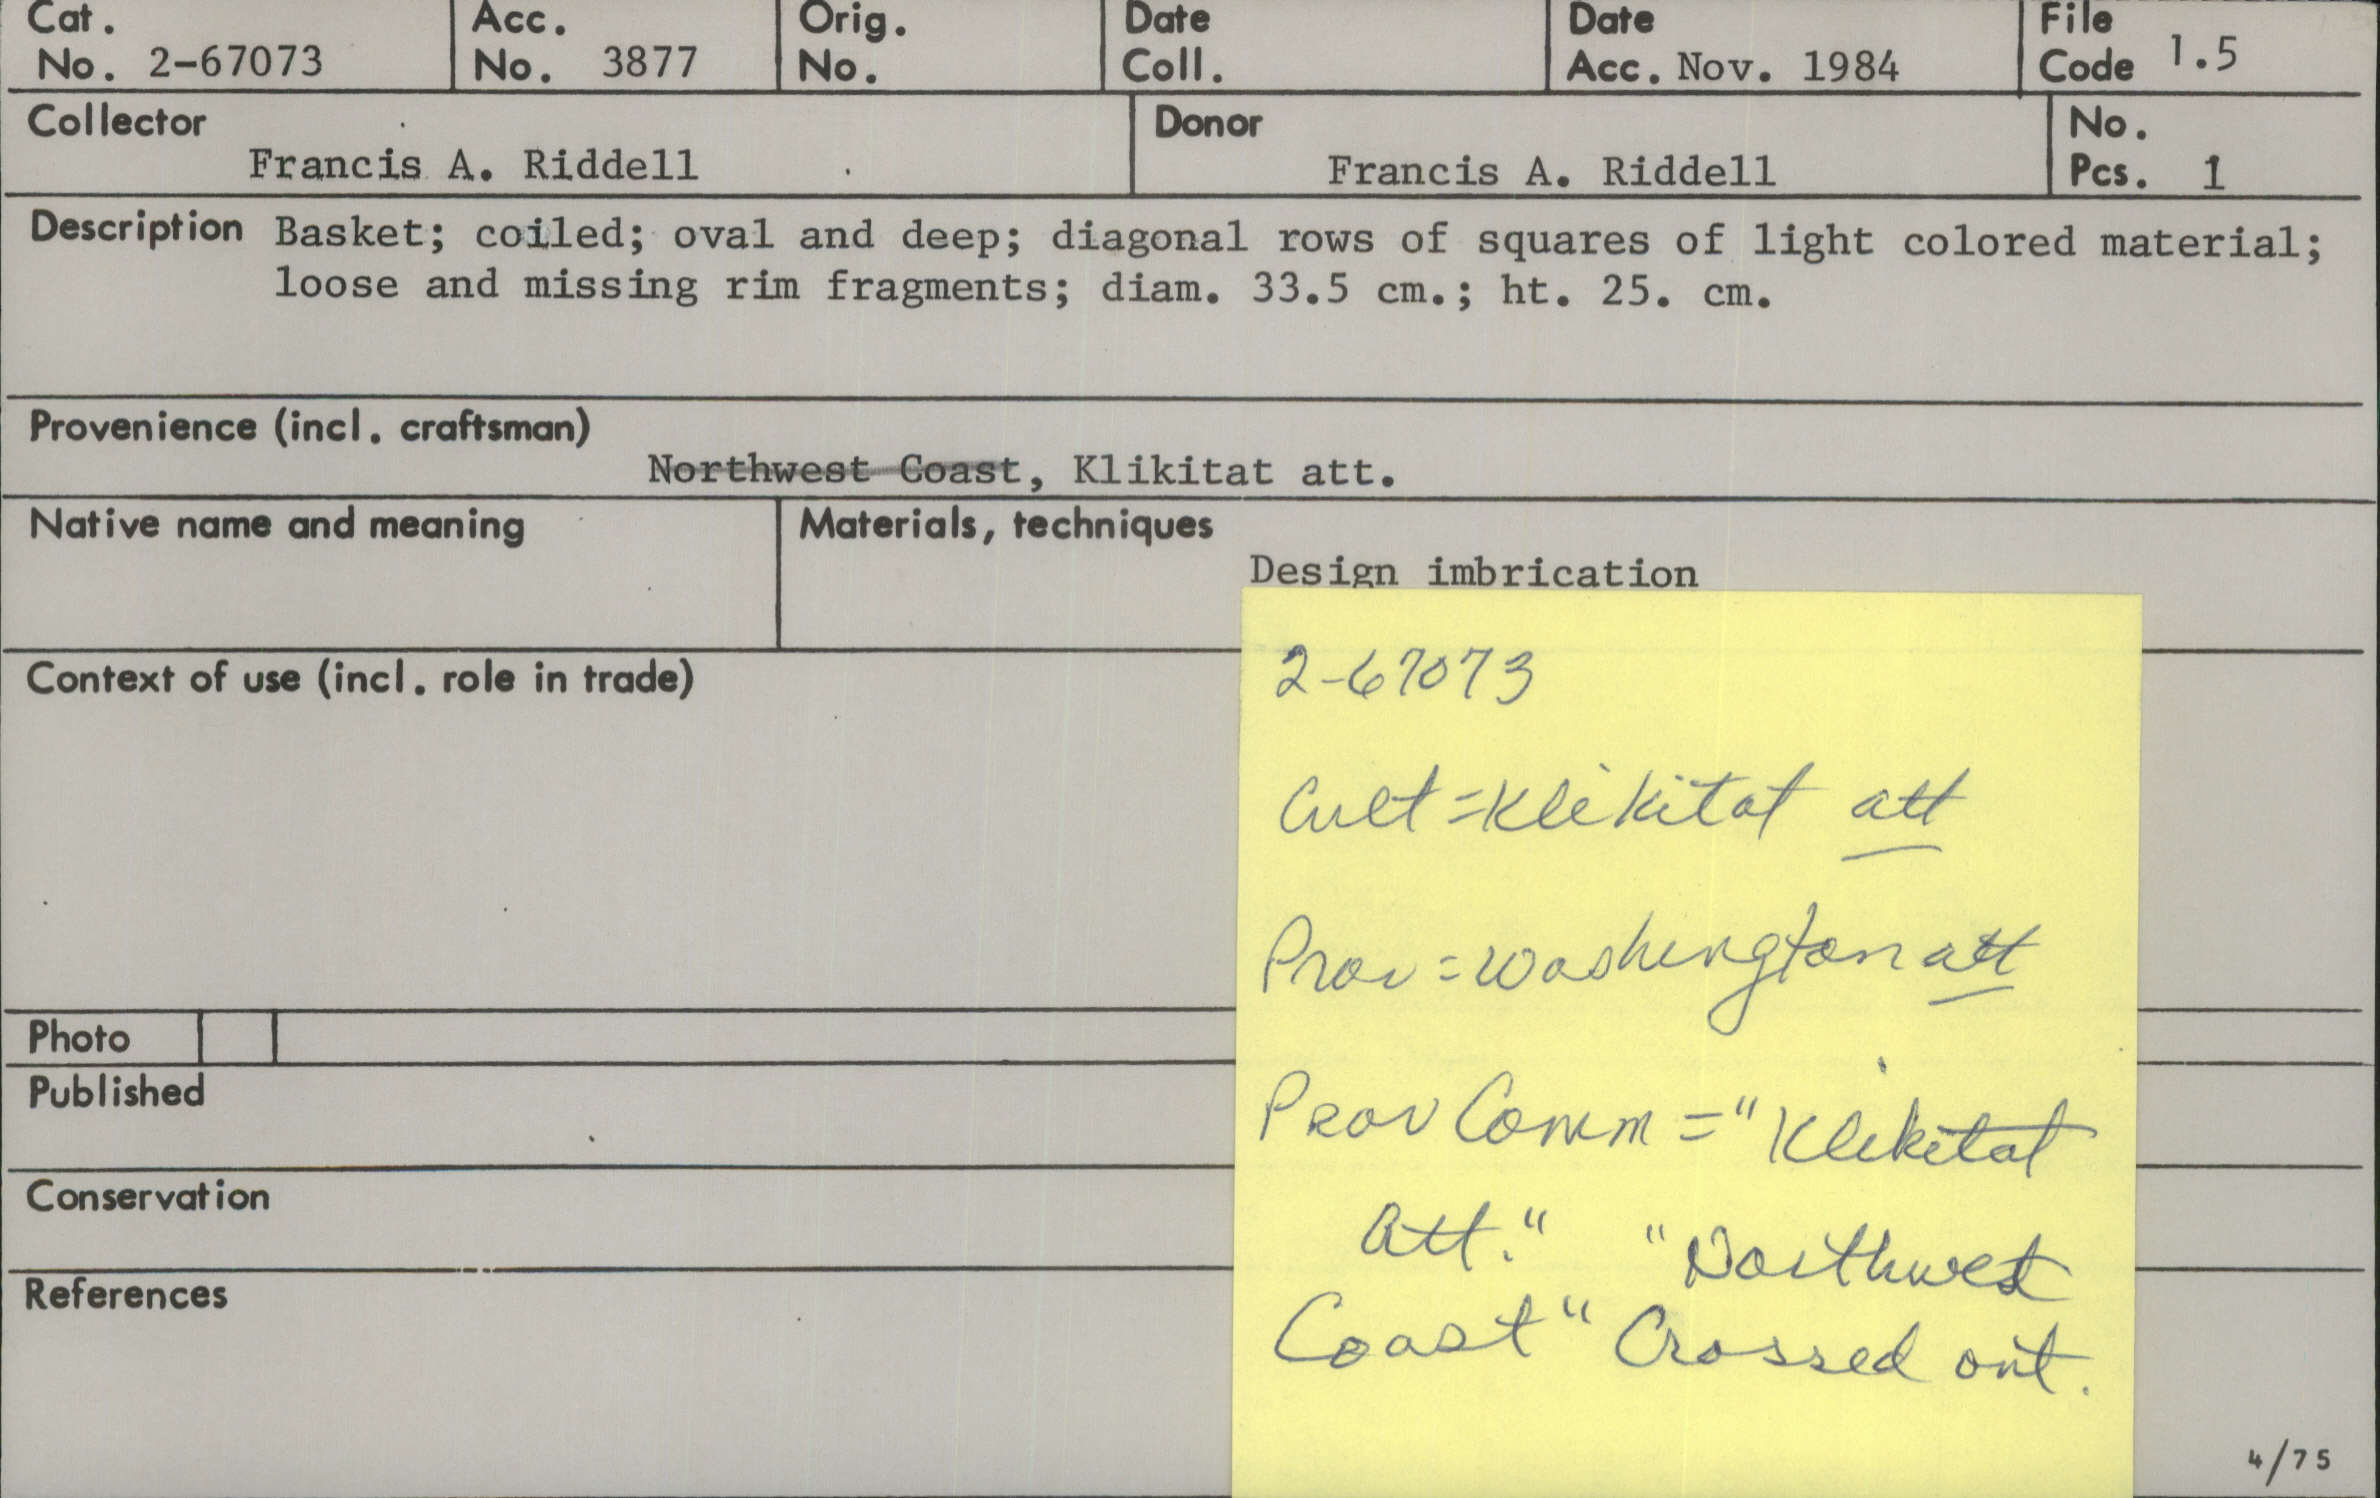 Cat. No. 2-67073
Acc. No. 3877
Orig. No.
Date Coll.
Date Acc. Nov. 1984
File Code 1.5
Collector
Francis A. Riddell
Donor
Francis A. Riddell
No. Pcs. 1
Description Basket; coiled; oval and deep; diagonal rows of squares of light colored material;
loose and missing rim fragments; diam. 33.5 cm.; ht. 25. cm.
Provenience (incl. craftsman)
Northwest Coast, Klikitat att.
Native name and meaning
Materials, techniques
Design imbrication
Context of use (incl. role in trade)
2-67073
Cult = Klikitat att
Prov = Washington att
Prov Comm = "Klikitat
Att." "Northwest
Coast" Crossed out.
Photo
Published
Conservation
References
4/75